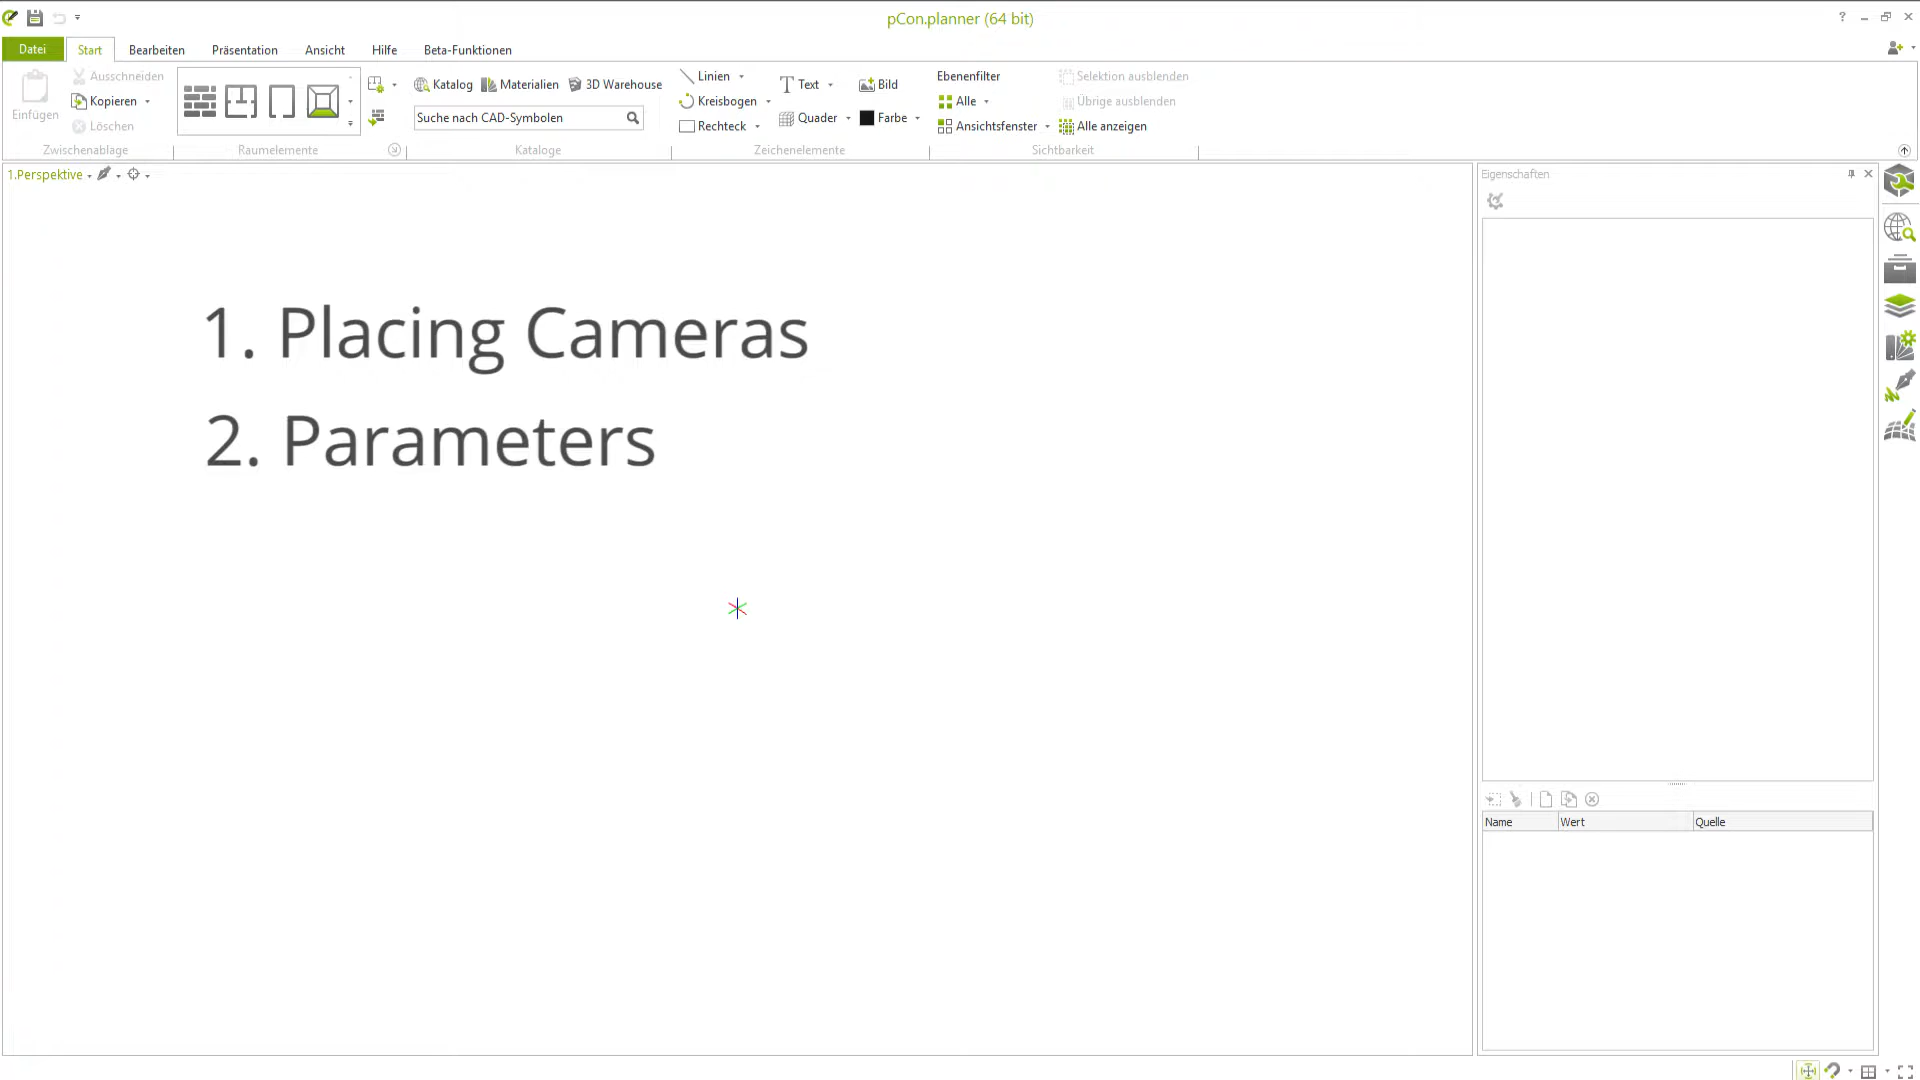 pCon.planner (64 bit)
Datei Start Bearbeiten Präsentation Ansicht Hilfe Beta-Funktionen
Einfügen
Ausschneiden
Kopieren
Löschen
Zwischenablage
Raumelemente
Katalog Materialien 3D Warehouse
Suche nach CAD-Symbolen
Kataloge
Linien
Kreisbogen
Rechteck
Text
Quader
Bild
Farbe
Zeichenelemente
Ebenenfilter
Alle
Ansichtsfenster
Selektion ausblenden
Übrige ausblenden
Alle anzeigen
Sichtbarkeit
1.Perspektive
Eigenschaften
1. Placing Cameras
2. Parameters
Name Wert Quelle